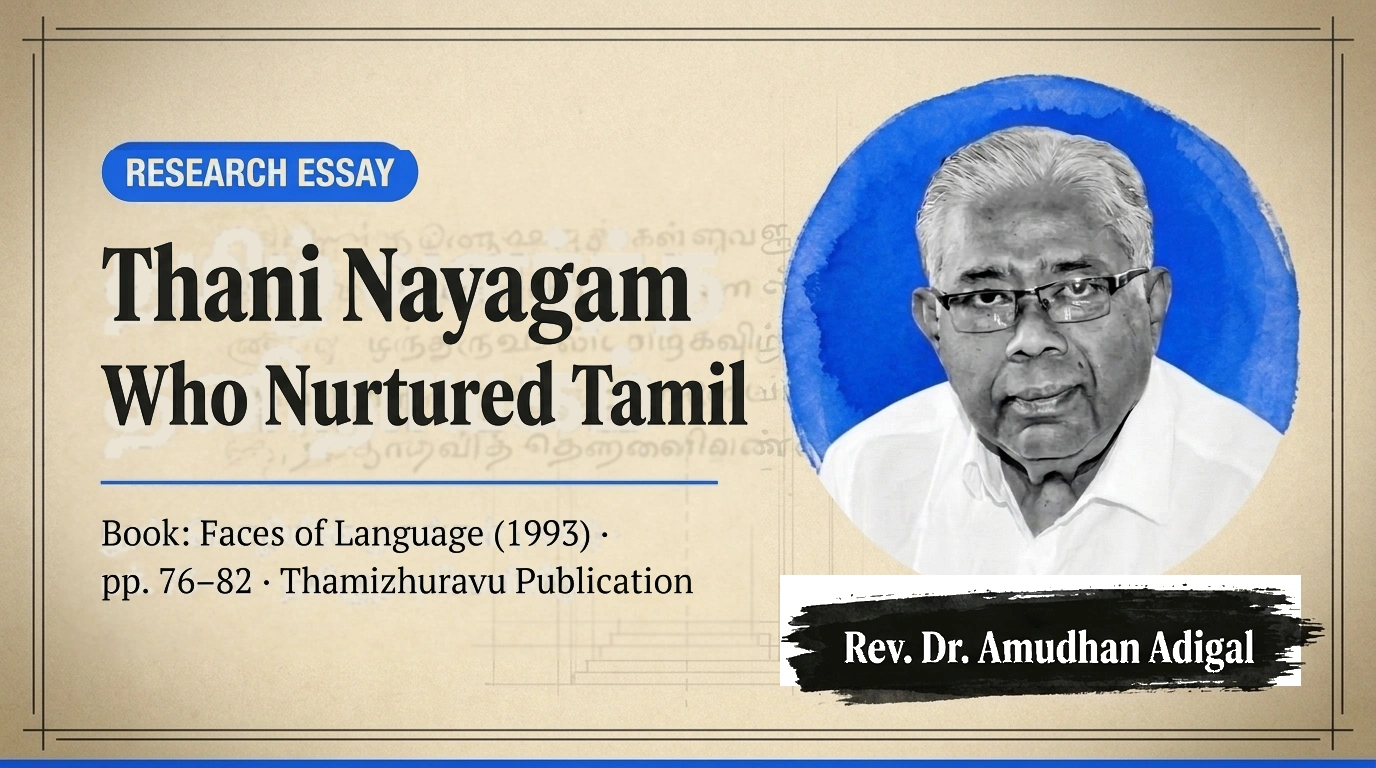 RESEARCH ESSAY
Thani Nayagam
Who Nurtured Tamil
Book: Faces of Language (1993) ·
pp. 76–82 · Thamizhuravu Publication
Rev. Dr. Amudhan Adigal